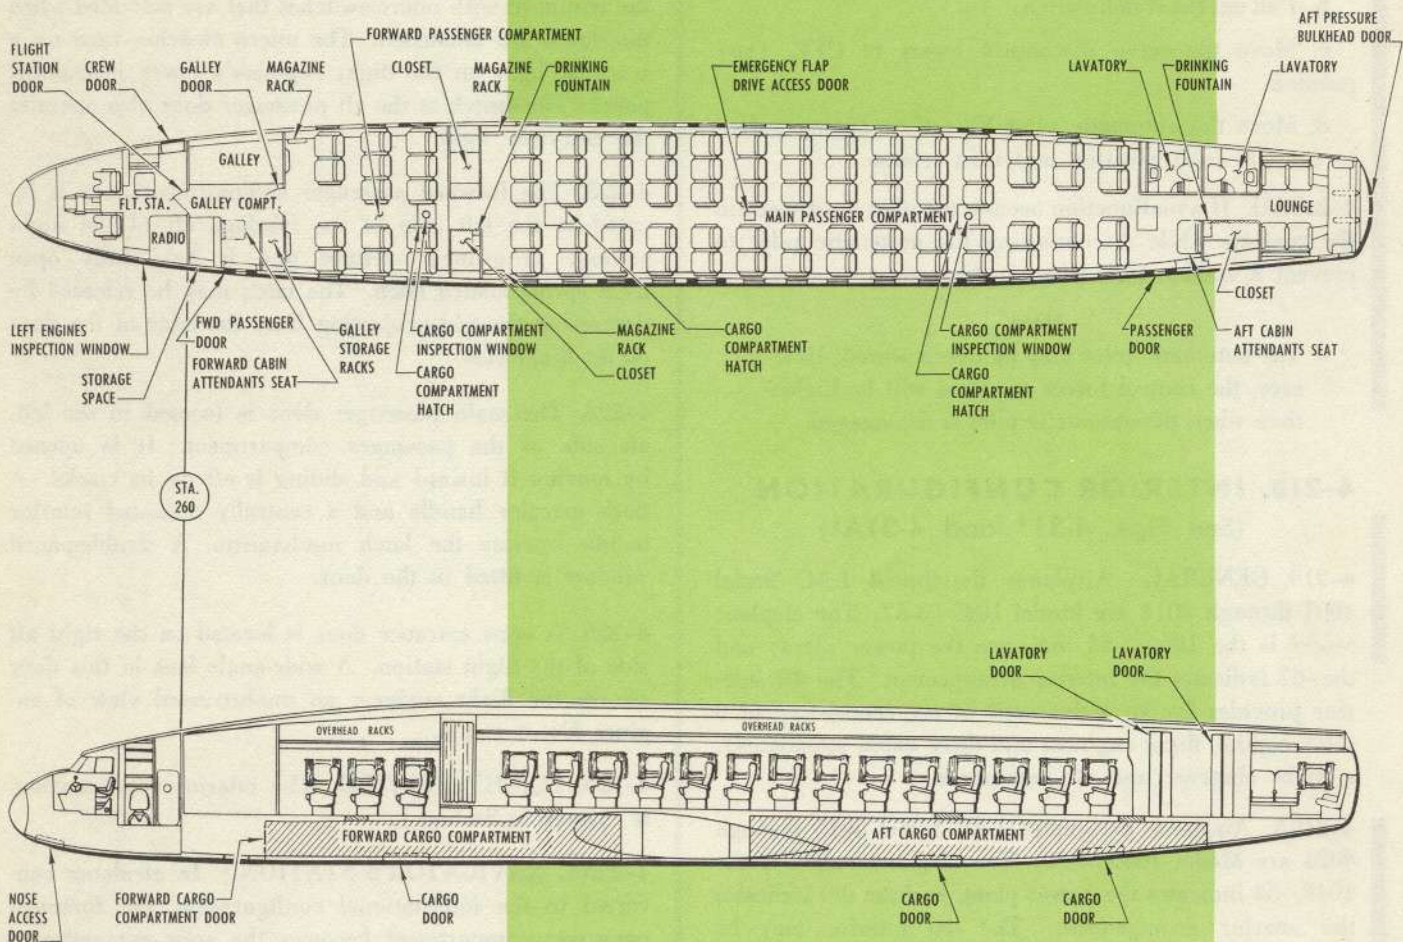 AFT PRESSURE
BULKHEAD DOOR
FLIGHT
STATION
DOOR
CREW
DOOR
GALLEY
DOOR
MAGAZINE
RACK
FORWARD PASSENGER COMPARTMENT
CLOSET
MAGAZINE
RACK
DRINKING
FOUNTAIN
EMERGENCY FLAP
DRIVE ACCESS DOOR
LAVATORY
DRINKING
FOUNTAIN
LAVATORY
GALLEY
FLT. STA.
GALLEY COMPT.
RADIO
MAIN PASSENGER COMPARTMENT
LOUNGE
LEFT ENGINES
INSPECTION WINDOW
STORAGE
SPACE
FWD PASSENGER
DOOR
FORWARD CABIN
ATTENDANTS SEAT
GALLEY
STORAGE
RACKS
CARGO COMPARTMENT
INSPECTION WINDOW
CARGO
COMPARTMENT
HATCH
MAGAZINE
RACK
CLOSET
CARGO
COMPARTMENT
HATCH
CARGO COMPARTMENT
INSPECTION WINDOW
CARGO
COMPARTMENT
HATCH
PASSENGER
DOOR
CLOSET
AFT CABIN
ATTENDANTS SEAT
STA.
260
LAVATORY
DOOR
LAVATORY
DOOR
OVERHEAD RACKS
OVERHEAD RACKS
FORWARD CARGO COMPARTMENT
AFT CARGO COMPARTMENT
NOSE
ACCESS
DOOR
FORWARD CARGO
COMPARTMENT DOOR
CARGO
DOOR
CARGO
DOOR
CARGO
DOOR